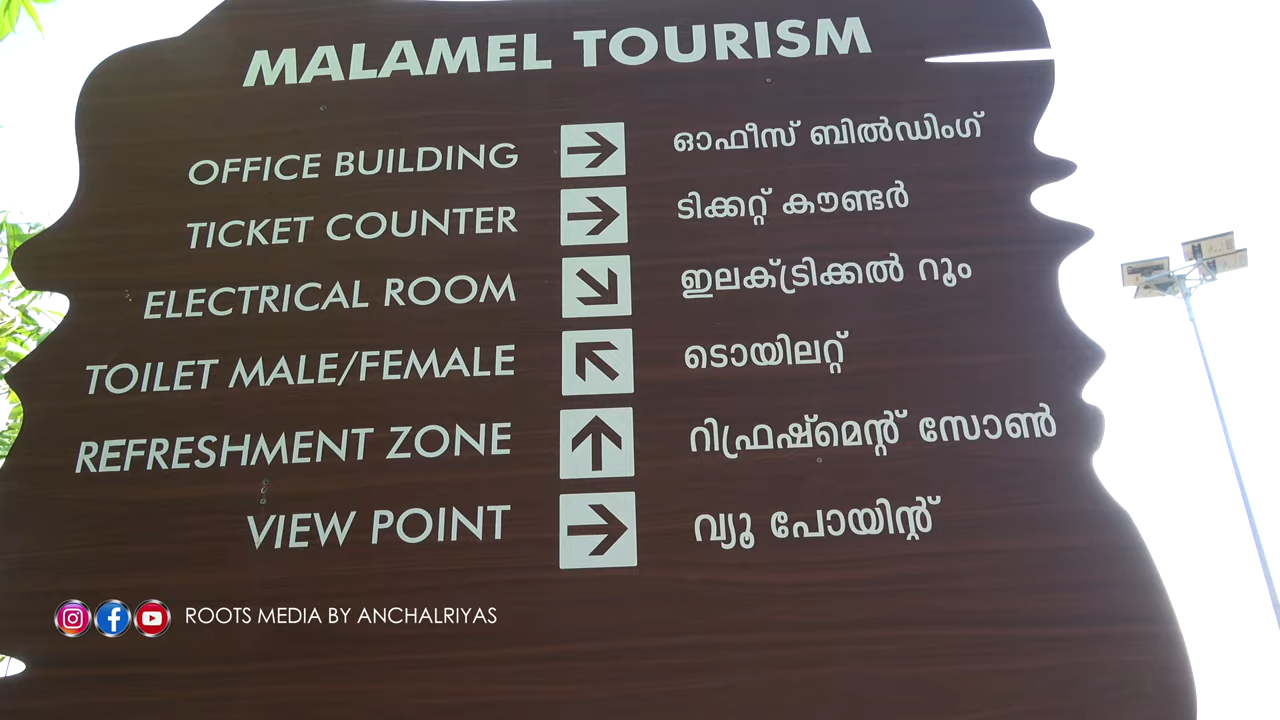 MALAMEL TOURISM
OFFICE BUILDING → ഓഫീസ് ബിൽഡിംഗ്
TICKET COUNTER → ടിക്കറ്റ് കൗണ്ടർ
ELECTRICAL ROOM ↘ ഇലക്ട്രിക്കൽ റൂം
TOILET MALE/FEMALE ↖ ടൊയിലറ്റ്
REFRESHMENT ZONE ↑ റിഫ്രഷ്മെന്റ് സോൺ
VIEW POINT → വ്യൂ പോയിന്റ്
ROOTS MEDIA BY ANCHALRIYAS